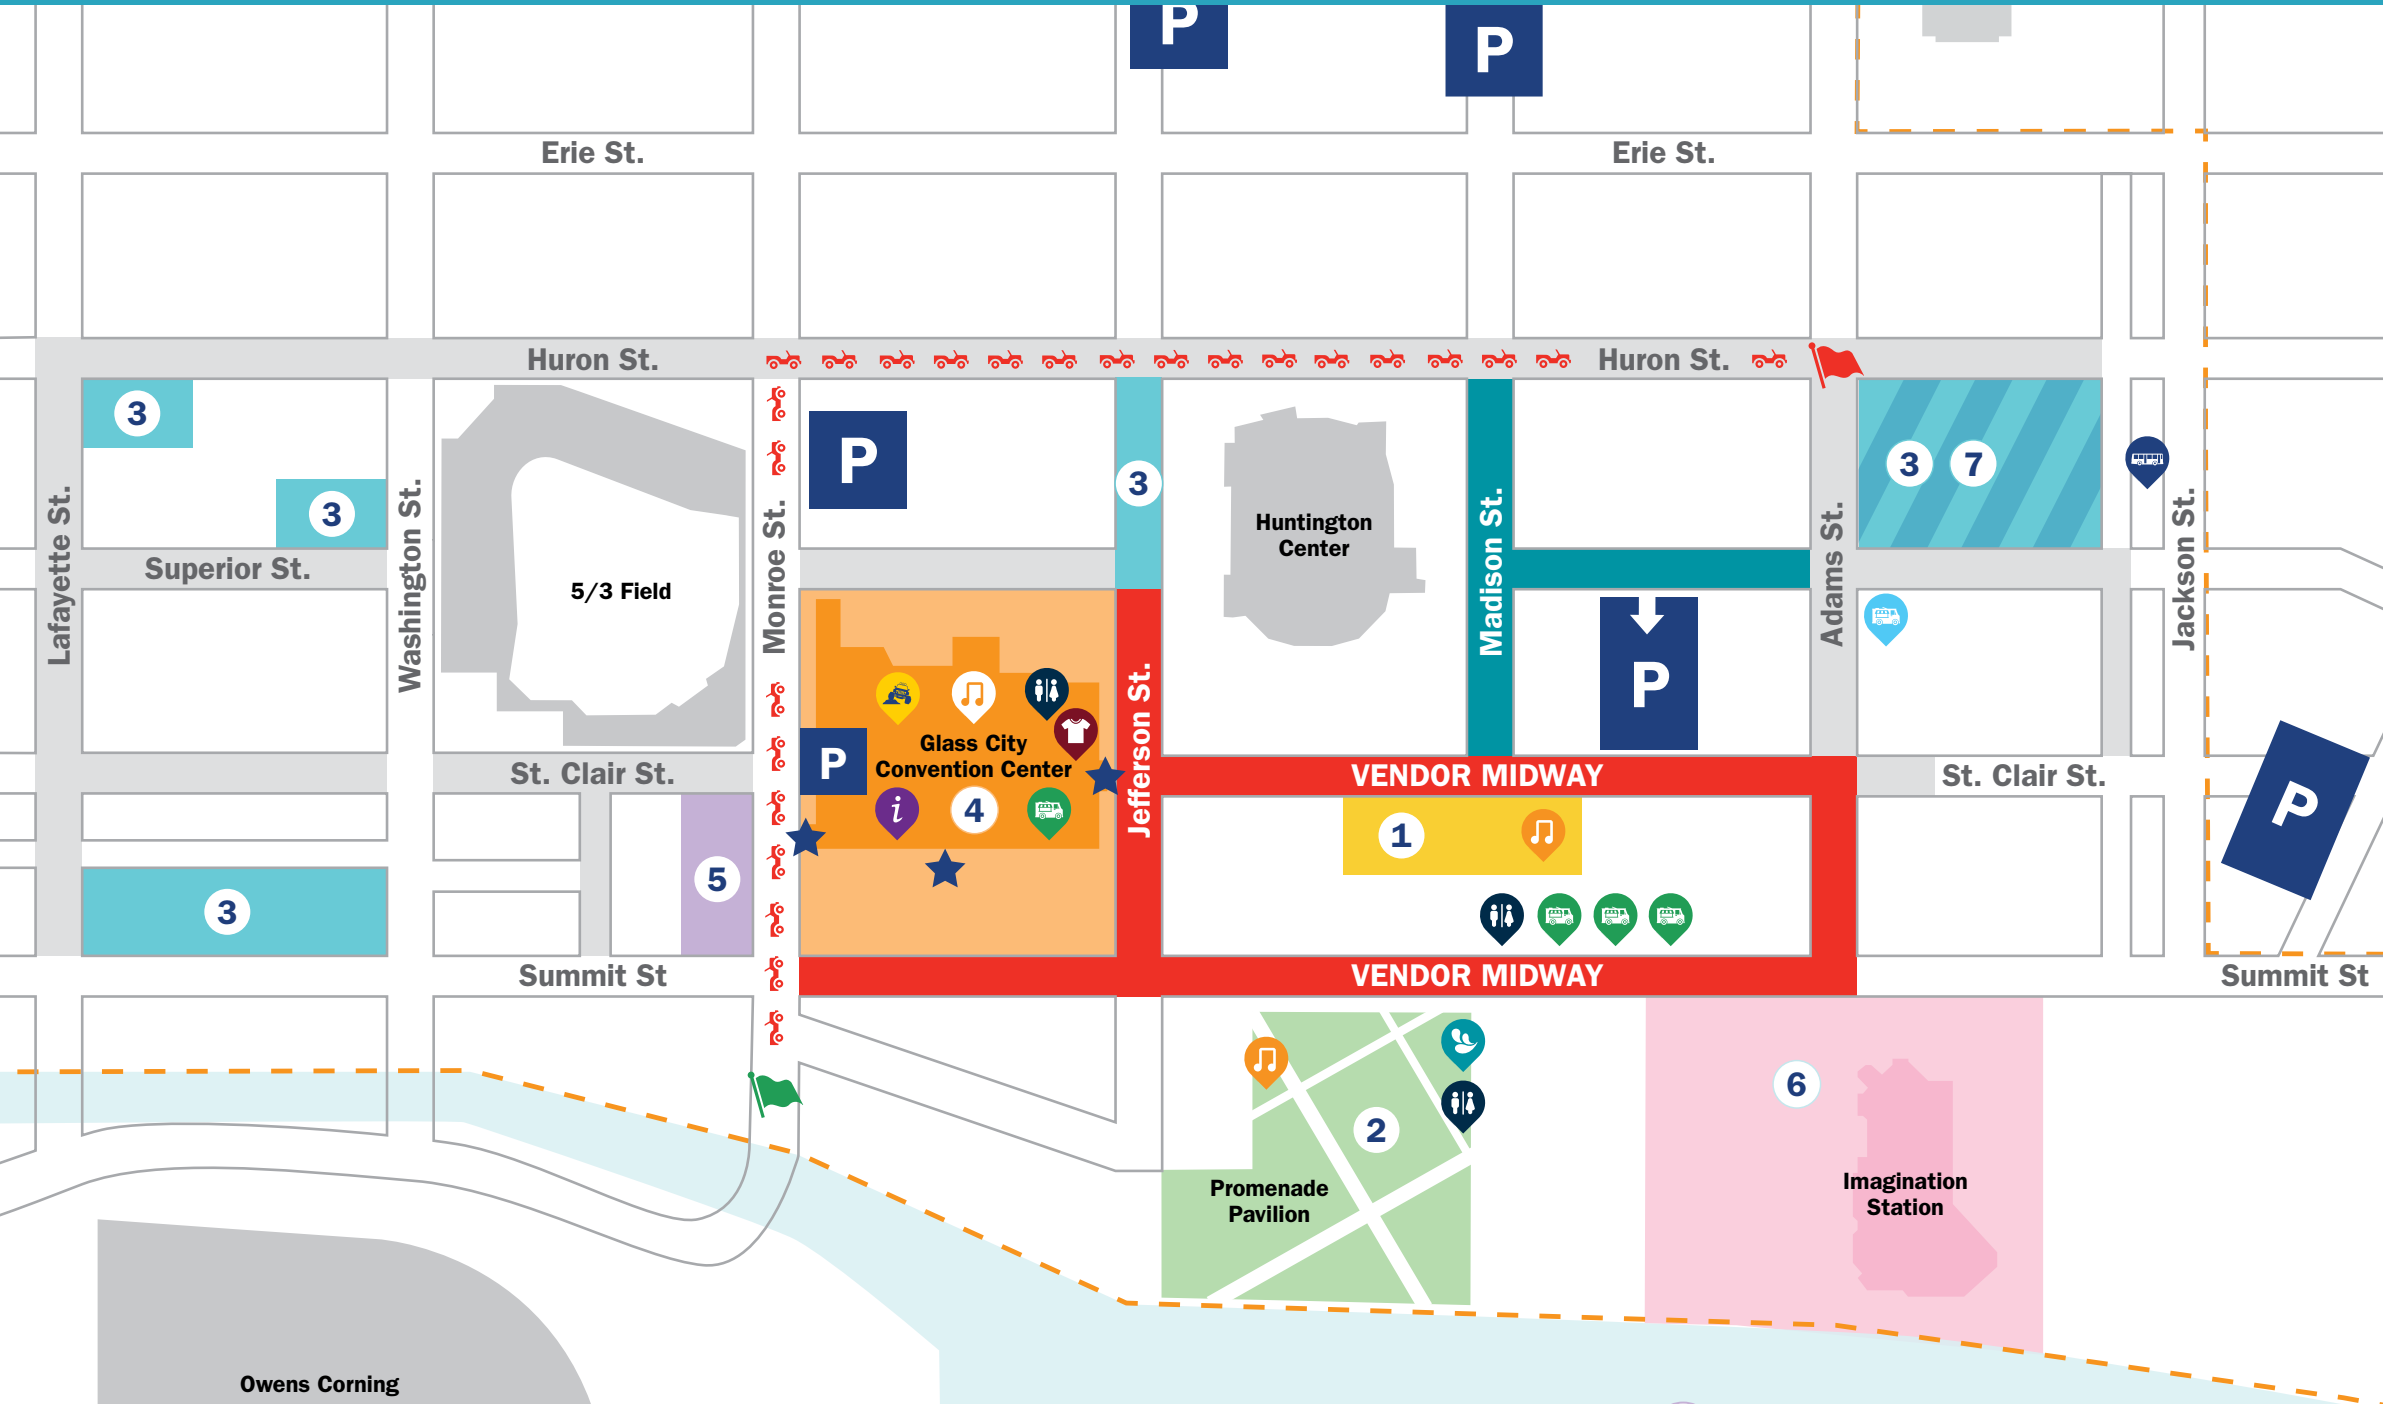 P
P
Erie St.
Erie St.
Huron St.
Huron St.
3
3
P
3
3
7
Lafayette St.
Washington St.
Monroe St.
Madison St.
Adams St.
Jackson St.
Superior St.
5/3 Field
Huntington
Center
P
Jefferson St.
P
Glass City
Convention Center
i
4
St. Clair St.
VENDOR MIDWAY
St. Clair St.
P
1
5
3
Summit St
VENDOR MIDWAY
Summit St
2
6
Promenade
Pavilion
Imagination
Station
Owens Corning